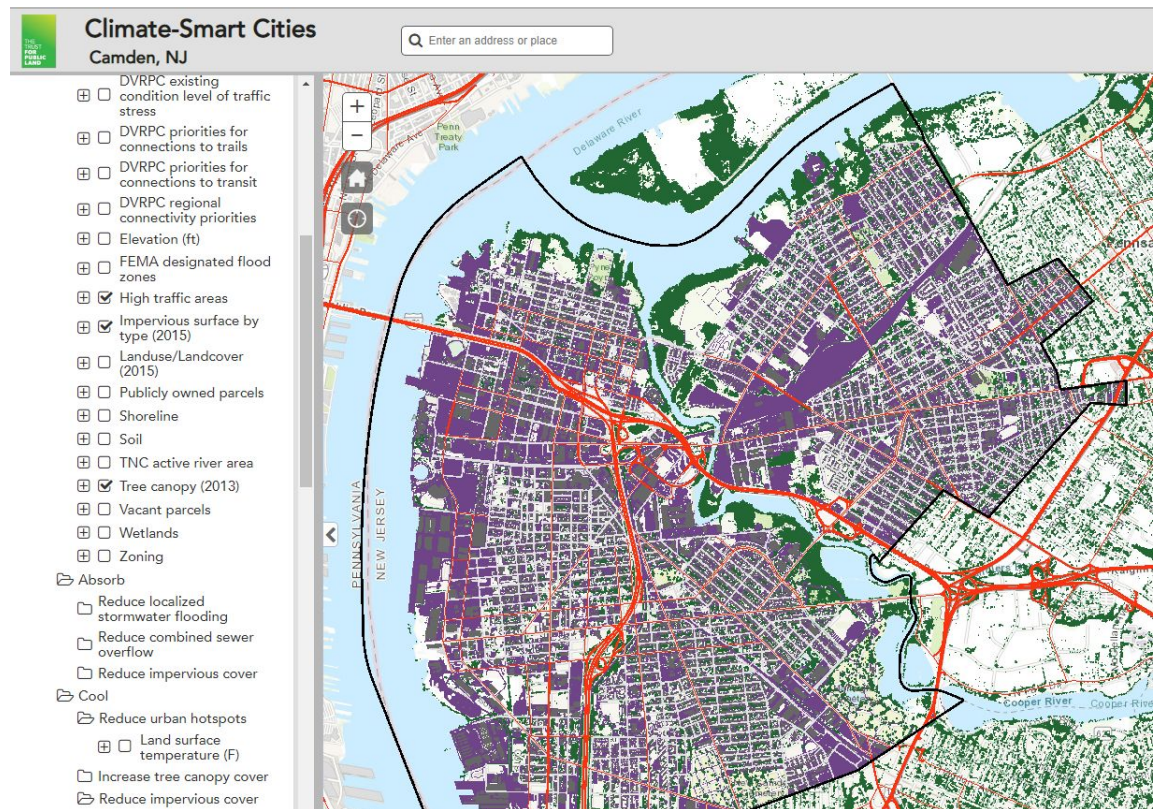 THE
TRUST
FOR
PUBLIC
LAND
Climate-Smart Cities
Camden, NJ
Enter an address or place
DVRPC existing
condition level of traffic
stress
DVRPC priorities for
connections to trails
DVRPC priorities for
connections to transit
DVRPC regional
connectivity priorities
Elevation (ft)
FEMA designated flood
zones
High traffic areas
Impervious surface by
type (2015)
Landuse/Landcover
(2015)
Publicly owned parcels
Shoreline
Soil
TNC active river area
Tree canopy (2013)
Vacant parcels
Wetlands
Zoning
Absorb
Reduce localized
stormwater flooding
Reduce combined sewer
overflow
Reduce impervious cover
Cool
Reduce urban hotspots
Land surface
temperature (F)
Increase tree canopy cover
Reduce impervious cover
+
−
Penn
Treaty
Park
Delaware Ave
Delaware River
PENNSYLVANIA
NEW JERSEY
Cooper River